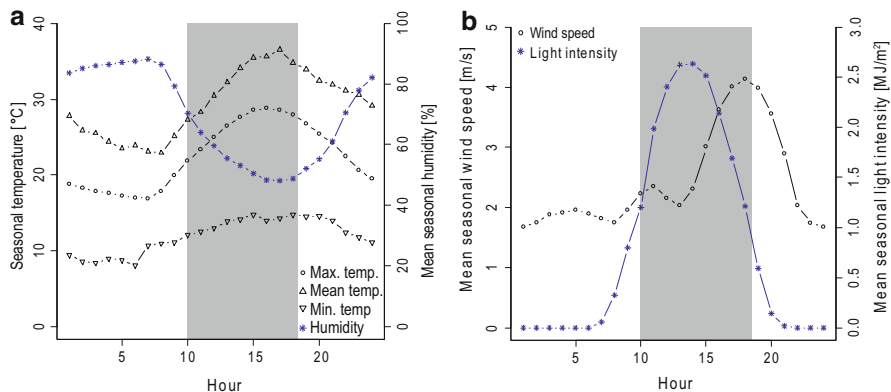 a
Seasonal temperature [°C]
0 10 20 30 40
Mean seasonal humidity [%]
0 20 40 60 80 100
5 10 15 20
Hour
Max. temp.
Mean temp.
Min. temp
Humidity
b
Mean seasonal wind speed [m/s]
0 1 2 3 4 5
Mean seasonal light intensity [MJ/m²]
0.0 0.5 1.0 1.5 2.0 2.5 3.0
5 10 15 20
Hour
Wind speed
Light intensity